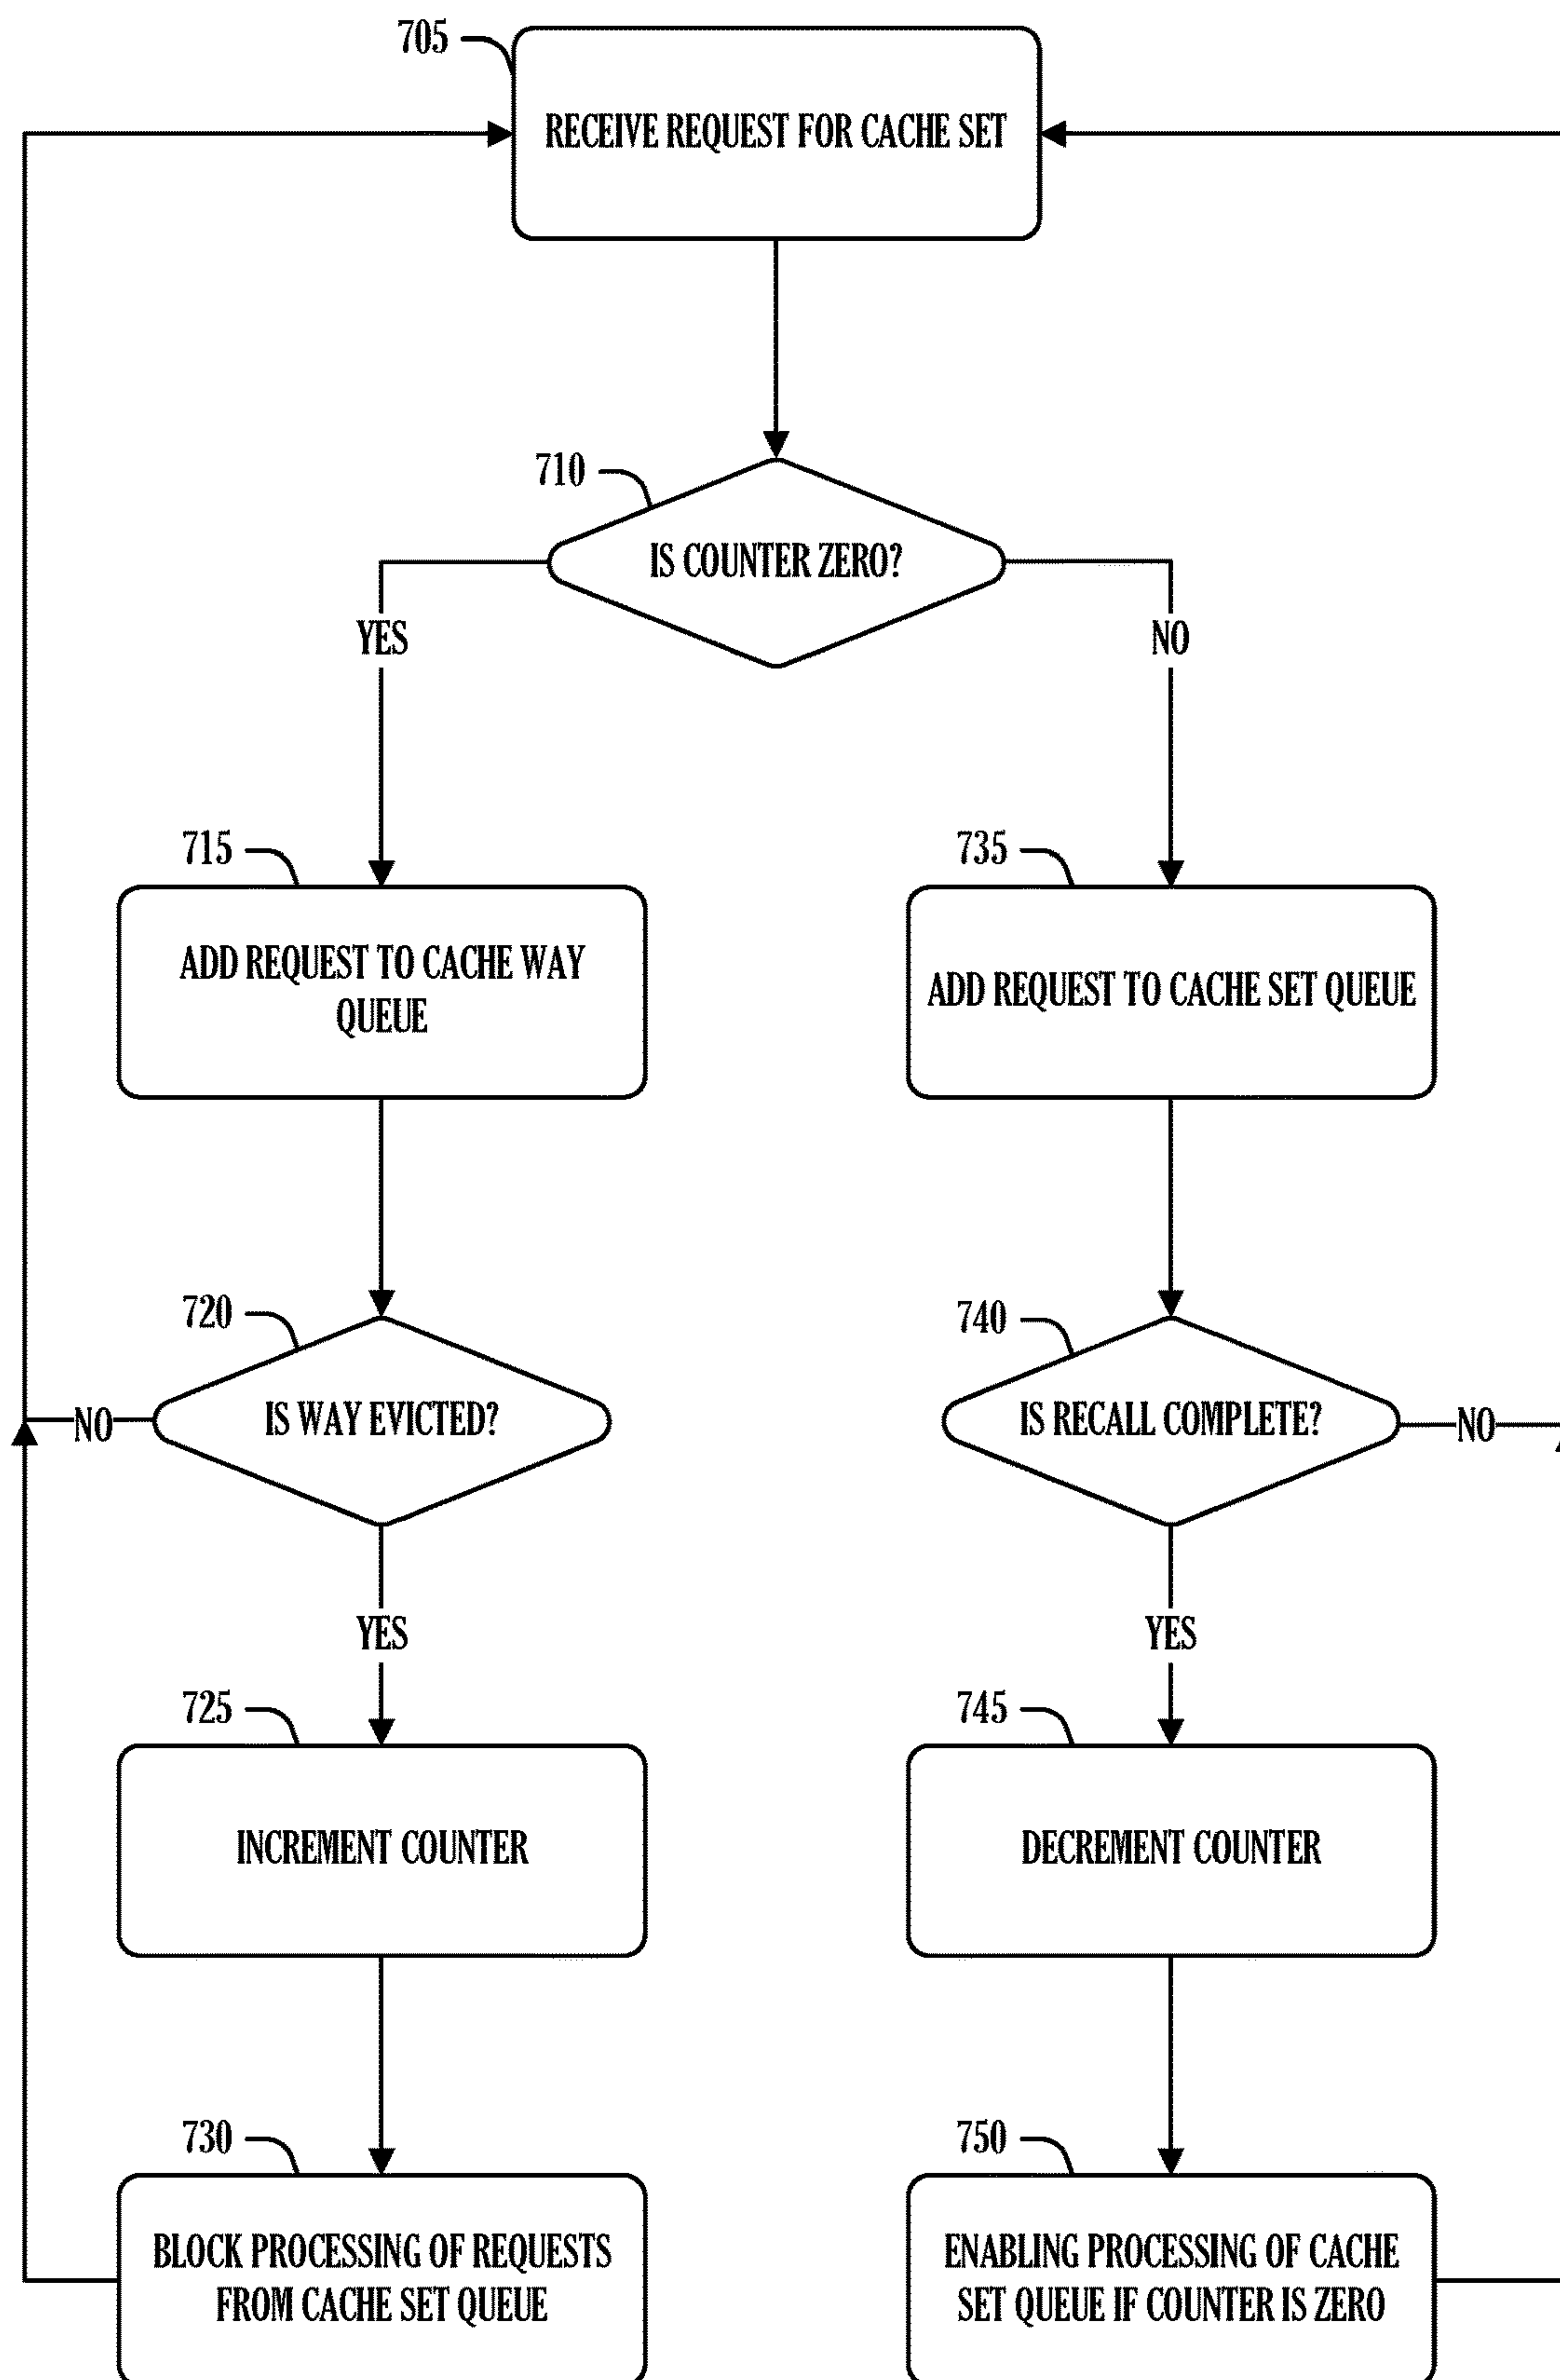 705
RECEIVE REQUEST FOR CACHE SET
710
IS COUNTER ZERO?
YES
NO
715
ADD REQUEST TO CACHE WAY
QUEUE
735
ADD REQUEST TO CACHE SET QUEUE
720
IS WAY EVICTED?
NO
740
IS RECALL COMPLETE?
NO
YES
YES
725
INCREMENT COUNTER
745
DECREMENT COUNTER
730
BLOCK PROCESSING OF REQUESTS
FROM CACHE SET QUEUE
750
ENABLING PROCESSING OF CACHE
SET QUEUE IF COUNTER IS ZERO